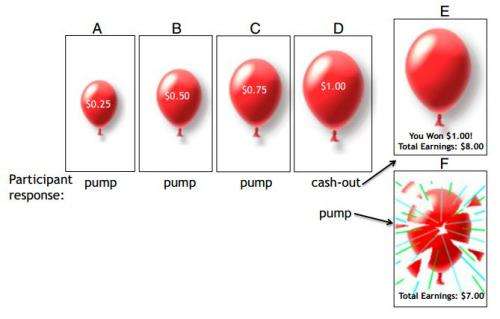 A B C D E
$0.25 $0.50 $0.75 $1.00
You Won $1.00!
Total Earnings: $8.00
Participant
response:
pump pump pump cash-out
pump
F
Total Earnings: $7.00